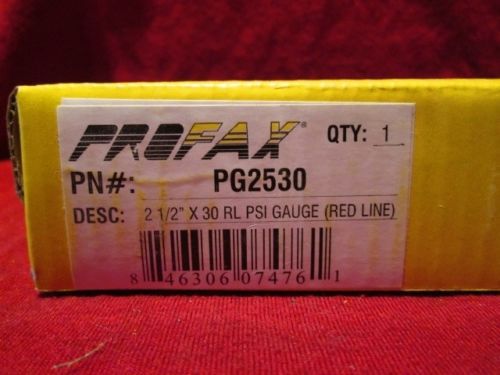 PROFAX®
QTY: 1
PN#: PG2530
DESC: 2 1/2" X 30 RL PSI GAUGE (RED LINE)
8 46306 07476 1